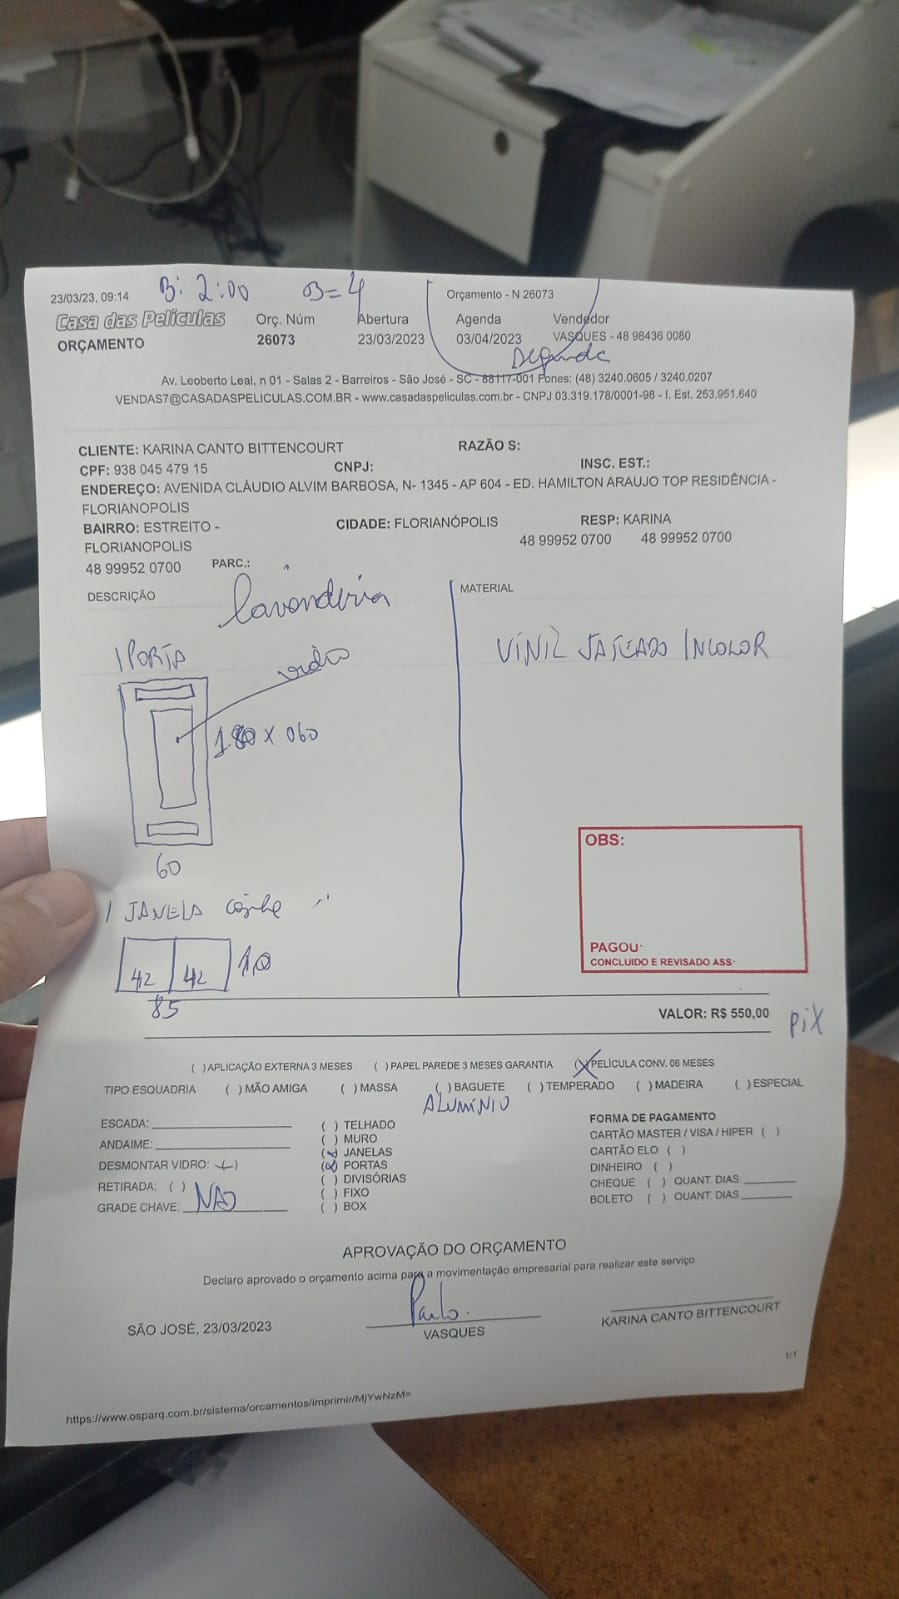 23/03/23, 09:14
B: 2:00
B=4
Orçamento - N 26073
Casa das Películas
Orç. Núm
Abertura
Agenda
Vendedor
ORÇAMENTO
26073
23/03/2023
03/04/2023
VASQUES - 48 98436 0080
Segunda
Av. Leoberto Leal, n 01 - Salas 2 - Barreiros - São José - SC - 88117-001 Fones: (48) 3240.0605 / 3240.0207
VENDAS7@CASADASPELICULAS.COM.BR - www.casadaspeliculas.com.br - CNPJ 03.319.178/0001-98 - I. Est. 253.951.640
CLIENTE: KARINA CANTO BITTENCOURT
RAZÃO S:
CPF: 938 045 479 15
CNPJ:
INSC. EST.:
ENDEREÇO: AVENIDA CLÁUDIO ALVIM BARBOSA, N- 1345 - AP 604 - ED. HAMILTON ARAUJO TOP RESIDÊNCIA -
FLORIANOPOLIS
BAIRRO: ESTREITO -
CIDADE: FLORIANÓPOLIS
RESP: KARINA
FLORIANOPOLIS
48 99952 0700
48 99952 0700
48 99952 0700
PARC.:
DESCRIÇÃO
lavanderia
MATERIAL
1 PORTA
vidro
VINIL JATEADO INCOLOR
X 060
60
1 JANELA
42 42
85
OBS:
PAGOU:
CONCLUIDO E REVISADO ASS:
VALOR: R$ 550,00
PIX
( ) APLICAÇÃO EXTERNA 3 MESES ( ) PAPEL PAREDE 3 MESES GARANTIA (X) PELÍCULA CONV. 06 MESES
TIPO ESQUADRIA ( ) MÃO AMIGA ( ) MASSA ( ) BAGUETE ( ) TEMPERADO ( ) MADEIRA ( ) ESPECIAL
ALUMÍNIO
ESCADA:
ANDAIME:
DESMONTAR VIDRO: ( )
RETIRADA: ( )
GRADE CHAVE: NÃO
( ) TELHADO
( ) MURO
(x) JANELAS
(x) PORTAS
( ) DIVISÓRIAS
( ) FIXO
( ) BOX
FORMA DE PAGAMENTO
CARTÃO MASTER / VISA / HIPER ( )
CARTÃO ELO ( )
DINHEIRO ( )
CHEQUE ( ) QUANT. DIAS
BOLETO ( ) QUANT. DIAS
APROVAÇÃO DO ORÇAMENTO
Declaro aprovado o orçamento acima para a movimentação empresarial para realizar este serviço
SÃO JOSÉ, 23/03/2023
Paulo.
VASQUES
KARINA CANTO BITTENCOURT
1/1
https://www.osparq.com.br/sistema/orcamentos/imprimir/MjYwNzM=